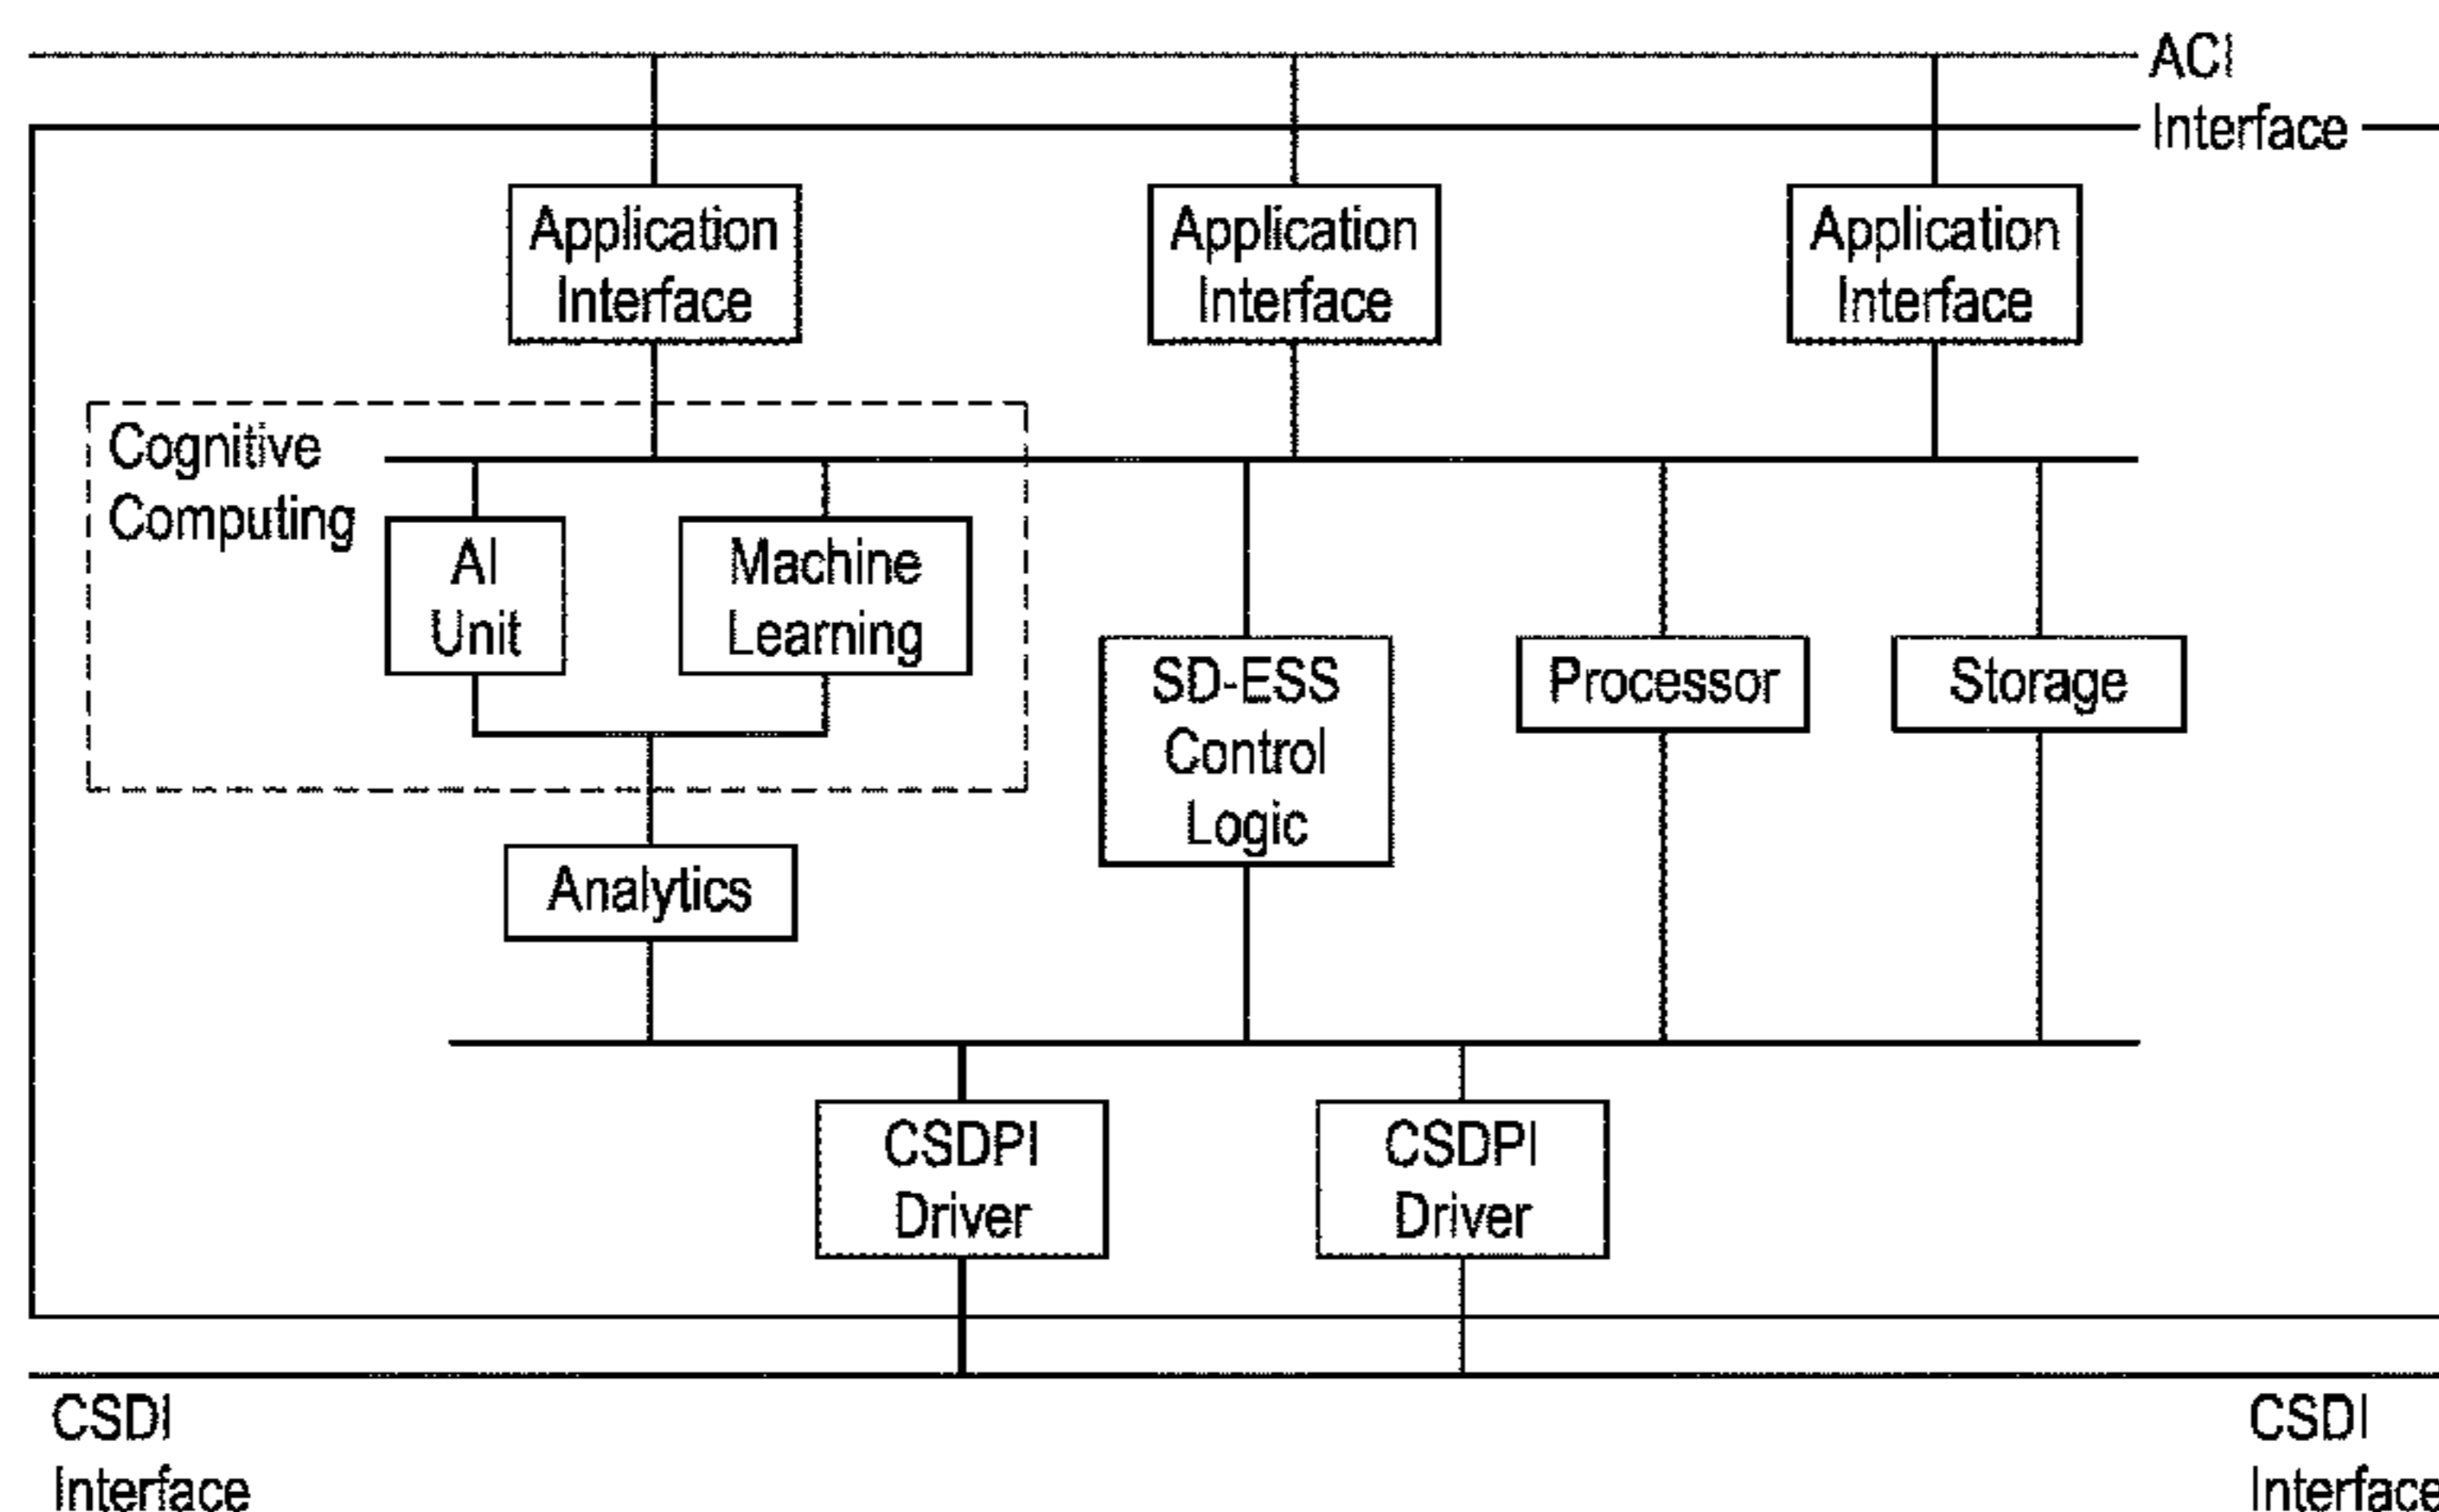 ACI
Interface
Application
Interface
Application
Interface
Application
Interface
Cognitive
Computing
AI
Unit
Machine
Learning
SD-ESS
Control
Logic
Processor
Storage
Analytics
CSDPI
Driver
CSDPI
Driver
CSDI
Interface
CSDI
Interface